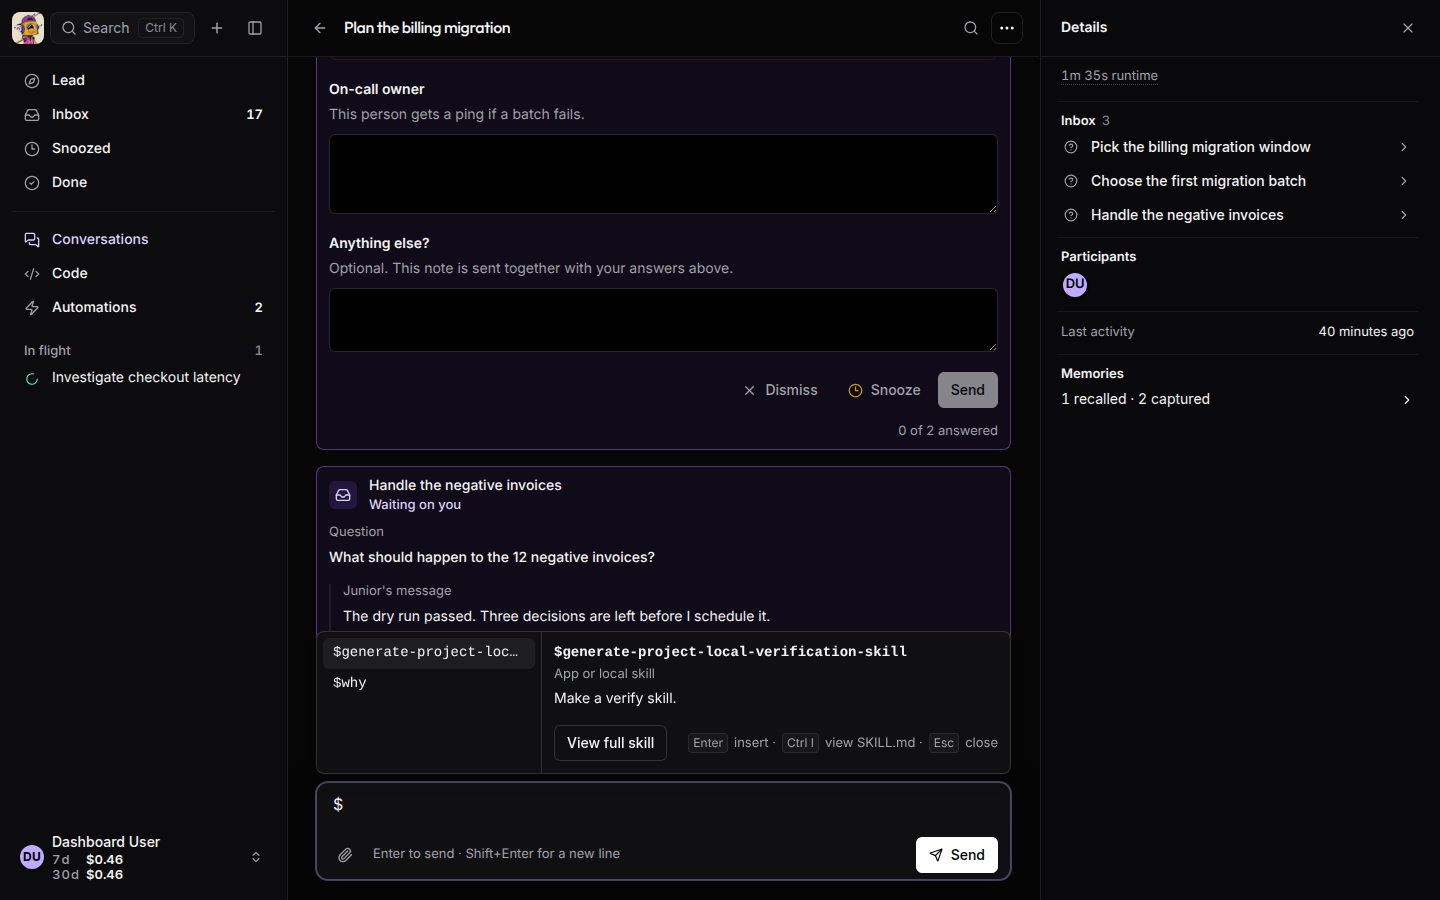 Search Ctrl K
Lead
Inbox 17
Snoozed
Done
Conversations
Code
Automations 2
In flight 1
Investigate checkout latency
DU
Dashboard User
7d $0.46
30d $0.46
Plan the billing migration
On-call owner
This person gets a ping if a batch fails.
Anything else?
Optional. This note is sent together with your answers above.
Dismiss Snooze Send
0 of 2 answered
Handle the negative invoices
Waiting on you
Question
What should happen to the 12 negative invoices?
Junior's message
The dry run passed. Three decisions are left before I schedule it.
$generate-project-loc…
$why
$generate-project-local-verification-skill
App or local skill
Make a verify skill.
View full skill Enter insert · Ctrl I view SKILL.md · Esc close
$
Enter to send · Shift+Enter for a new line
Send
Details
1m 35s runtime
Inbox 3
Pick the billing migration window
Choose the first migration batch
Handle the negative invoices
Participants
DU
Last activity 40 minutes ago
Memories
1 recalled · 2 captured